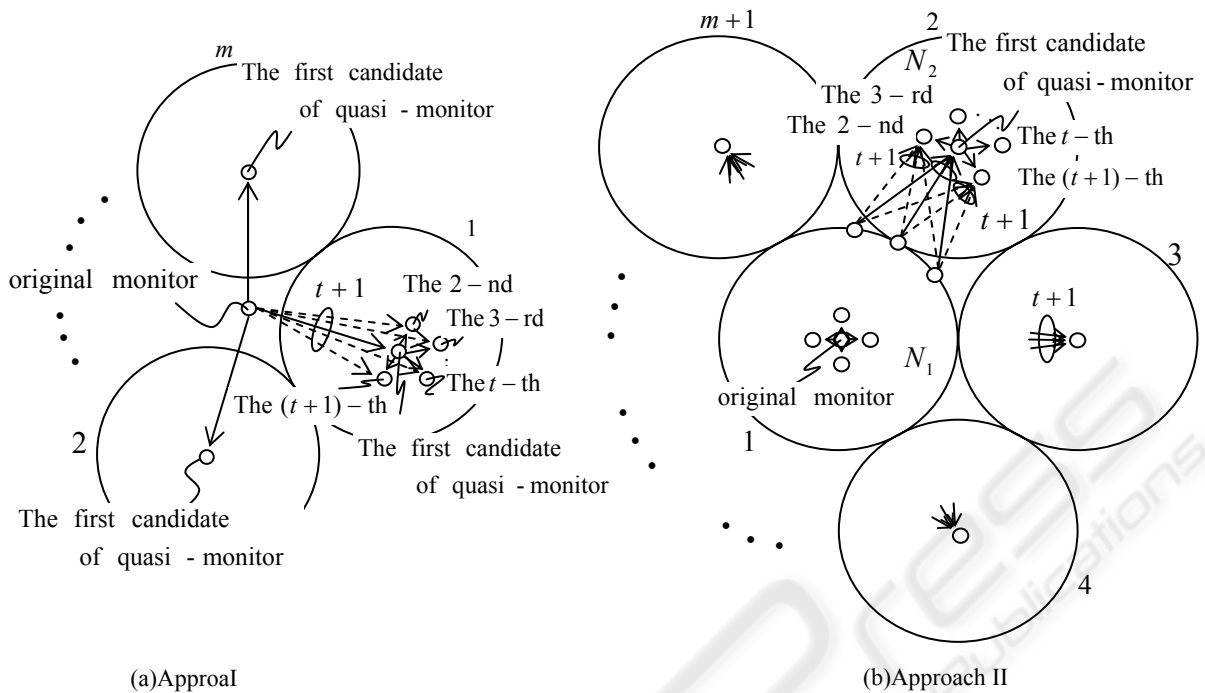 m
The first candidate
of quasi - monitor
original monitor
1
t + 1
The 2 – nd
The 3 – rd
The t – th
The (t + 1) – th
The first candidate
of quasi - monitor
2
The first candidate
of quasi - monitor
(a)ApproaI
m + 1
2
N2
The first candidate
of quasi - monitor
The 3 – rd
The 2 – nd
t + 1
The t – th
The (t + 1) – th
t + 1
3
t + 1
N1
original monitor
1
4
(b)Approach II
Press
publications